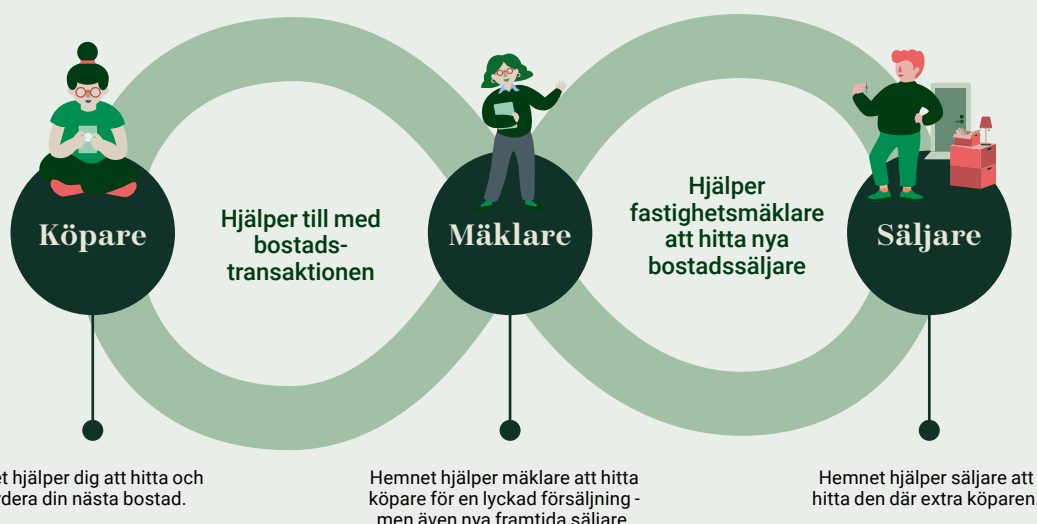 Köpare
Hjälper till med
bostads-
transaktionen
Mäklare
Hjälper
fastighetsmäklare
att hitta nya
bostadssäljare
Säljare
hjälper dig att hitta och
din nästa bostad.
Hemnet hjälper mäklare att hitta
köpare för en lyckad försäljning -
men även nya framtida säljare
Hemnet hjälper säljare att
hitta den där extra köparen.